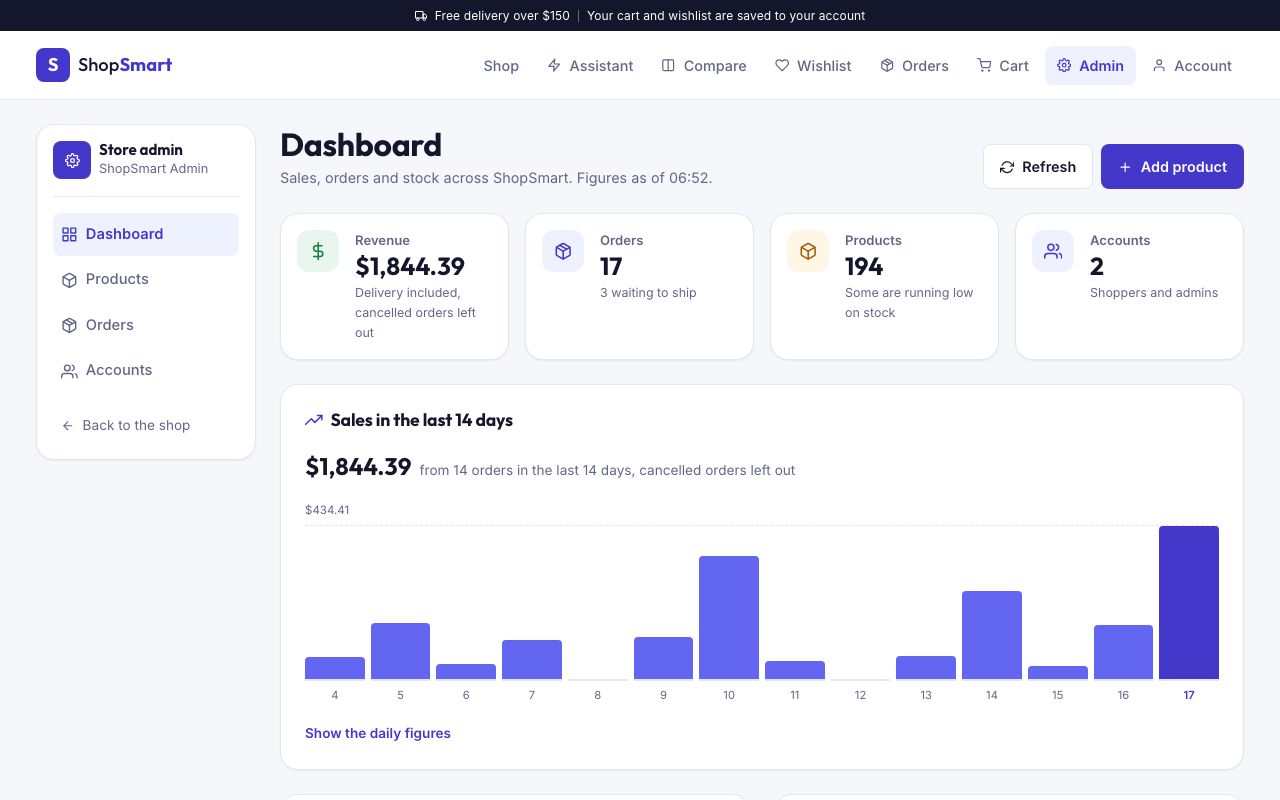 Free delivery over $150 | Your cart and wishlist are saved to your account
S ShopSmart
Shop Assistant Compare Wishlist Orders Cart Admin Account
Store admin
ShopSmart Admin
Dashboard
Products
Orders
Accounts
Back to the shop
Dashboard
Sales, orders and stock across ShopSmart. Figures as of 06:52.
Refresh
Add product
Revenue
$1,844.39
Delivery included,
cancelled orders left
out
Orders
17
3 waiting to ship
Products
194
Some are running low
on stock
Accounts
2
Shoppers and admins
Sales in the last 14 days
$1,844.39 from 14 orders in the last 14 days, cancelled orders left out
$434.41
4 5 6 7 8 9 10 11 12 13 14 15 16 17
Show the daily figures